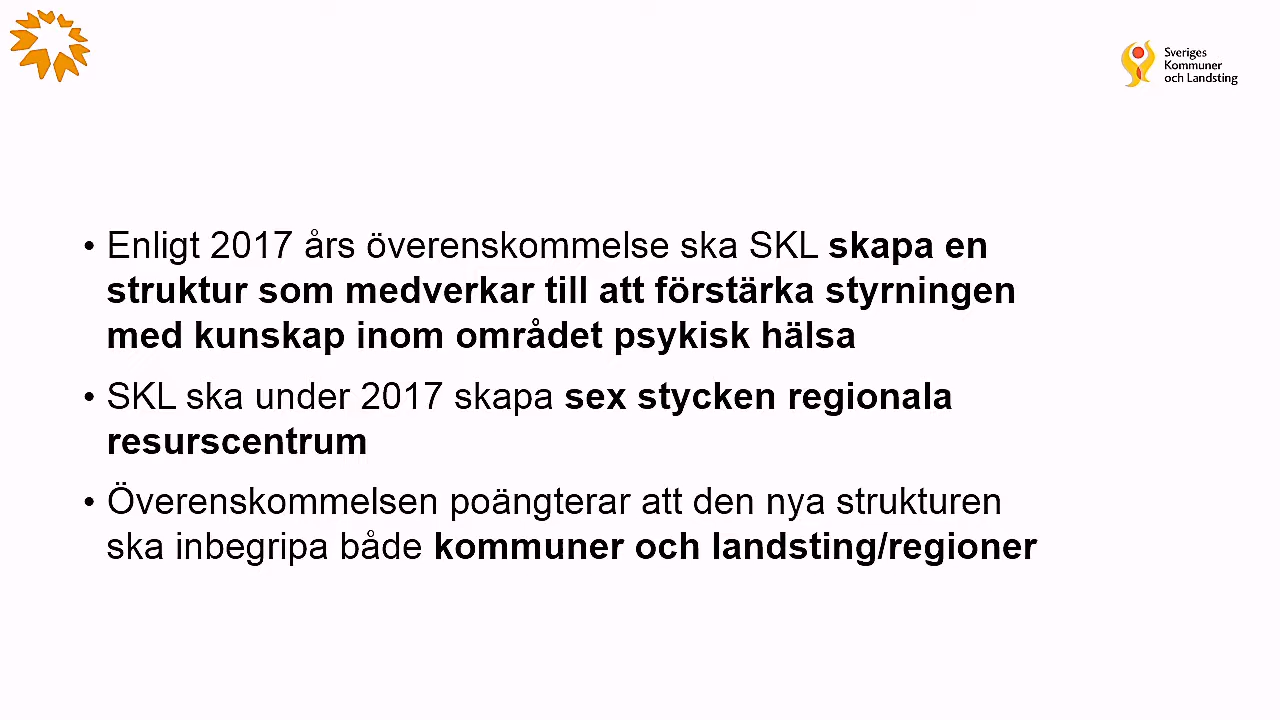 Sveriges
Kommuner
och Landsting
• Enligt 2017 års överenskommelse ska SKL skapa en
struktur som medverkar till att förstärka styrningen
med kunskap inom området psykisk hälsa
• SKL ska under 2017 skapa sex stycken regionala
resurscentrum
• Överenskommelsen poängterar att den nya strukturen
ska inbegripa både kommuner och landsting/regioner